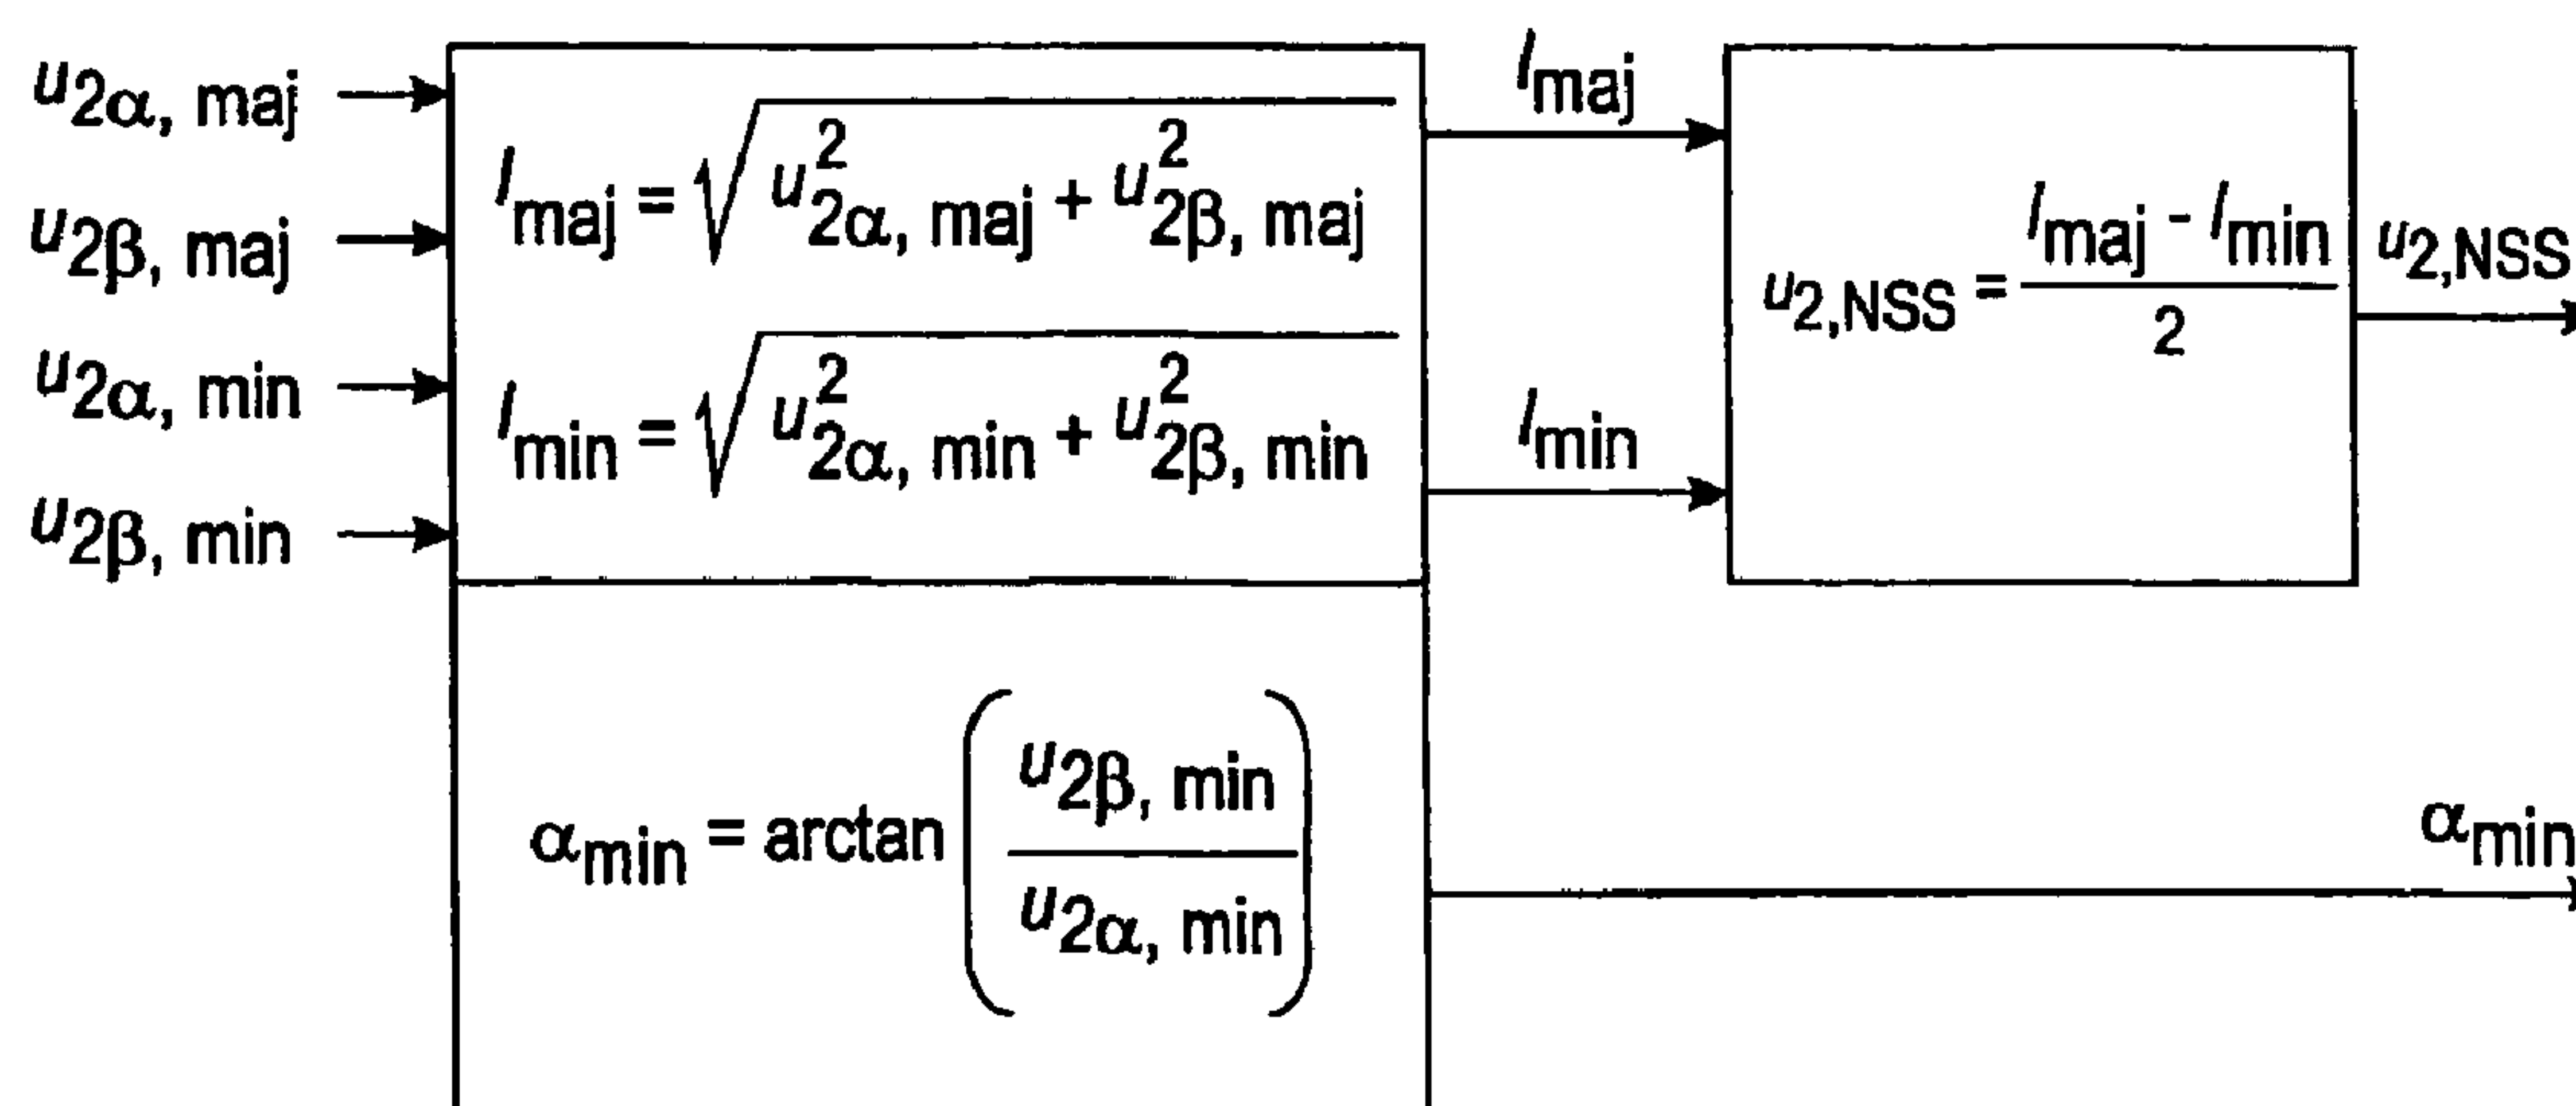 u2α, maj
u2β, maj
u2α, min
u2β, min
lmaj = √u²2α, maj + u²2β, maj
lmin = √u²2α, min + u²2β, min
αmin = arctan (u2β, min / u2α, min)
lmaj
lmin
u2,NSS = lmaj - lmin / 2
u2,NSS
αmin